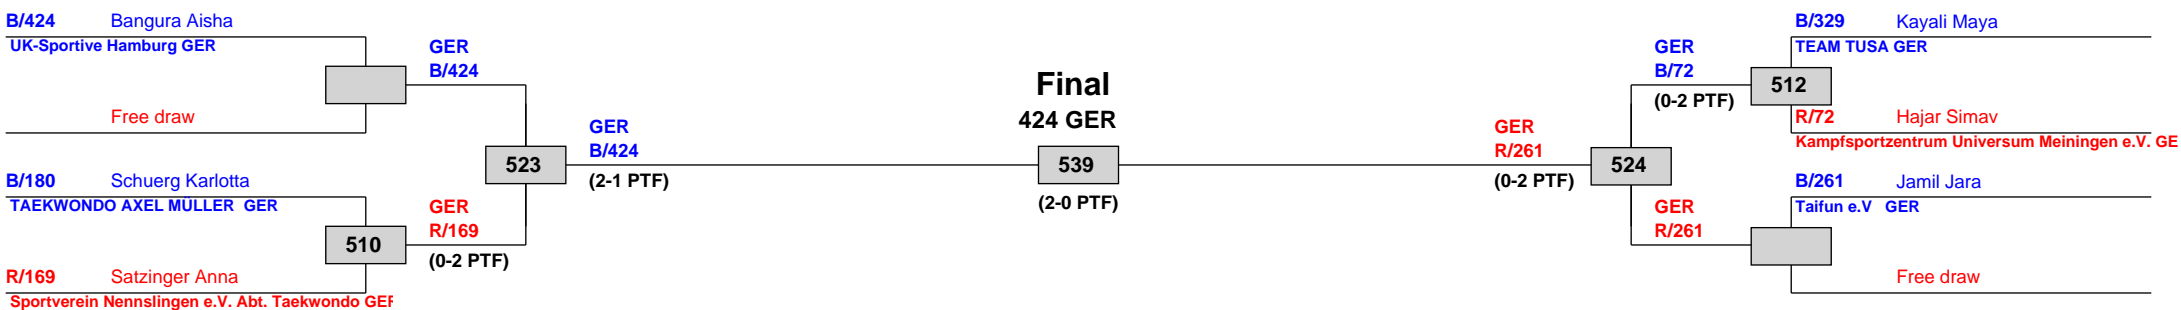 B/424 Bangura Aisha
UK-Sportive Hamburg GER
Free draw
B/180 Schuerg Karlotta
TAEKWONDO AXEL MÜLLER GER
510
R/169 Satzinger Anna
Sportverein Nennslingen e.V. Abt. Taekwondo GER
GER
B/424
GER
R/169
(0-2 PTF)
523
GER
B/424
(2-1 PTF)
Final
424 GER
539
(2-0 PTF)
GER
R/261
(0-2 PTF)
524
GER
B/72
(0-2 PTF)
GER
R/261
B/329 Kayali Maya
TEAM TUSA GER
512
R/72 Hajar Simav
Kampfsportzentrum Universum Meiningen e.V. GE
B/261 Jamil Jara
Taifun e.V GER
Free draw